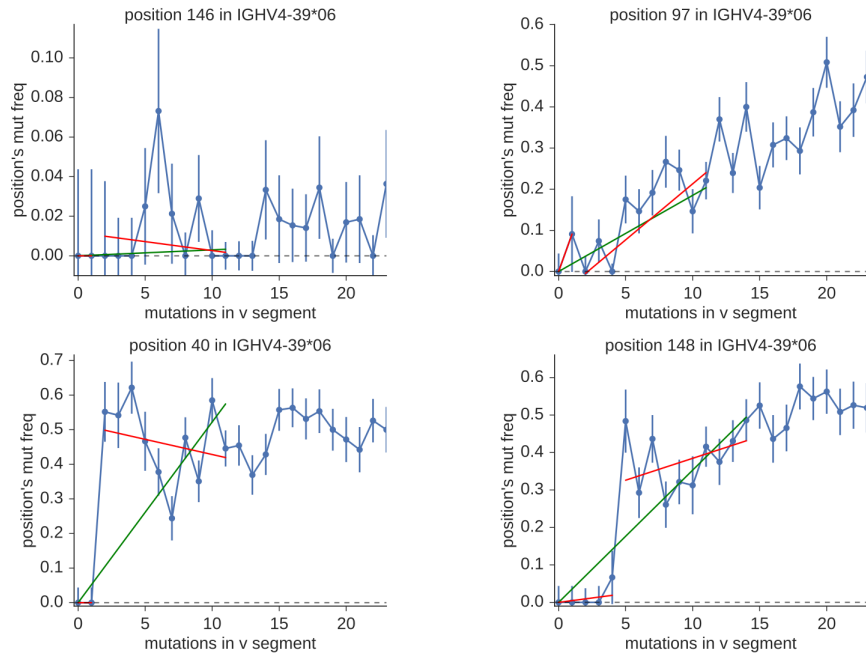 position 146 in IGHV4-39*06
position's mut freq
0.10
0.08
0.06
0.04
0.02
0.00
0 5 10 15 20
mutations in v segment
position 97 in IGHV4-39*06
position's mut freq
0.6
0.5
0.4
0.3
0.2
0.1
0.0
0 5 10 15 20
mutations in v segment
position 40 in IGHV4-39*06
position's mut freq
0.7
0.6
0.5
0.4
0.3
0.2
0.1
0.0
0 5 10 15 20
mutations in v segment
position 148 in IGHV4-39*06
position's mut freq
0.6
0.5
0.4
0.3
0.2
0.1
0.0
0 5 10 15 20
mutations in v segment